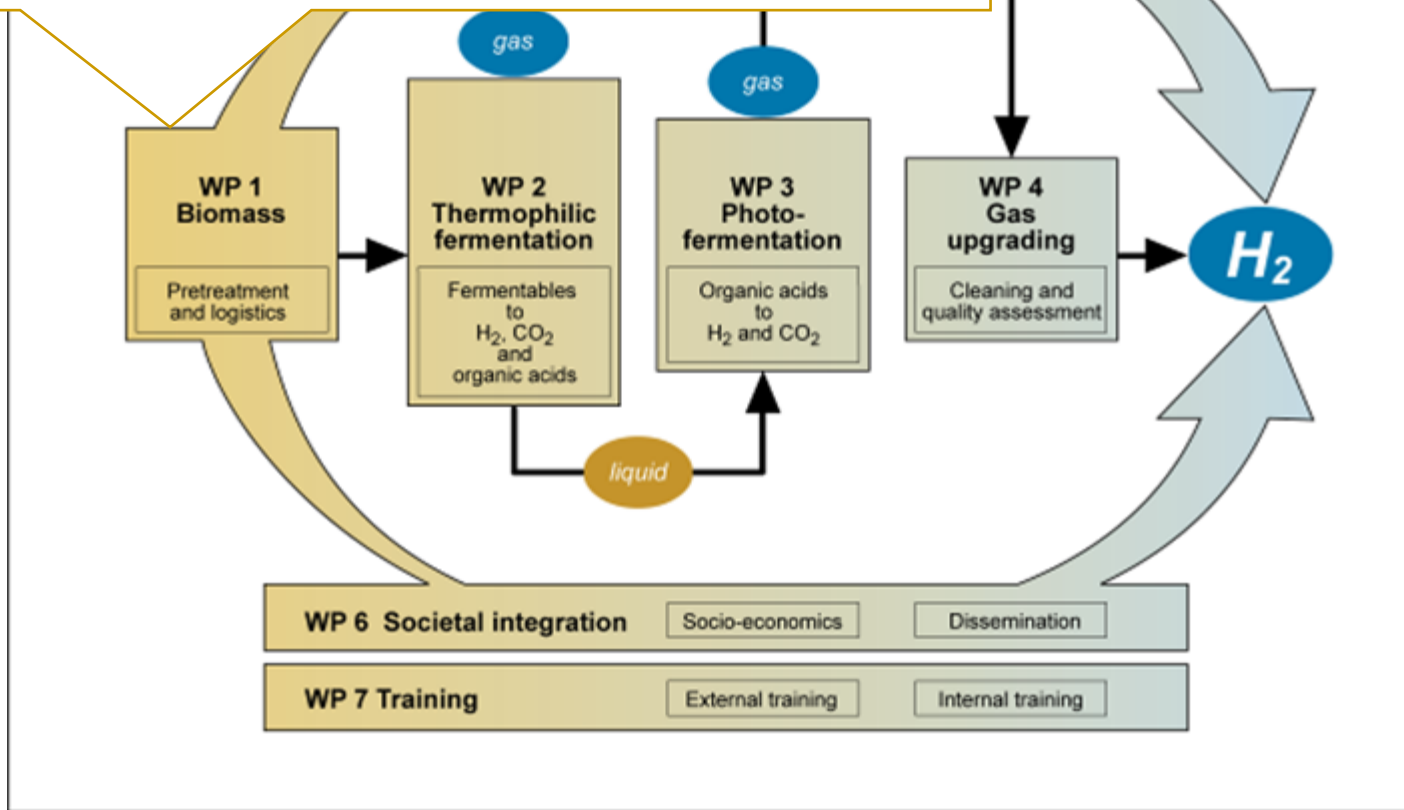 gas
gas
WP 1
Biomass
Pretreatment
and logistics
WP 2
Thermophilic
fermentation
Fermentables
to
H₂, CO₂
and
organic acids
WP 3
Photo-
fermentation
Organic acids
to
H₂ and CO₂
WP 4
Gas
upgrading
Cleaning and
quality assessment
H₂
liquid
WP 6 Societal integration
Socio-economics
Dissemination
WP 7 Training
External training
Internal training